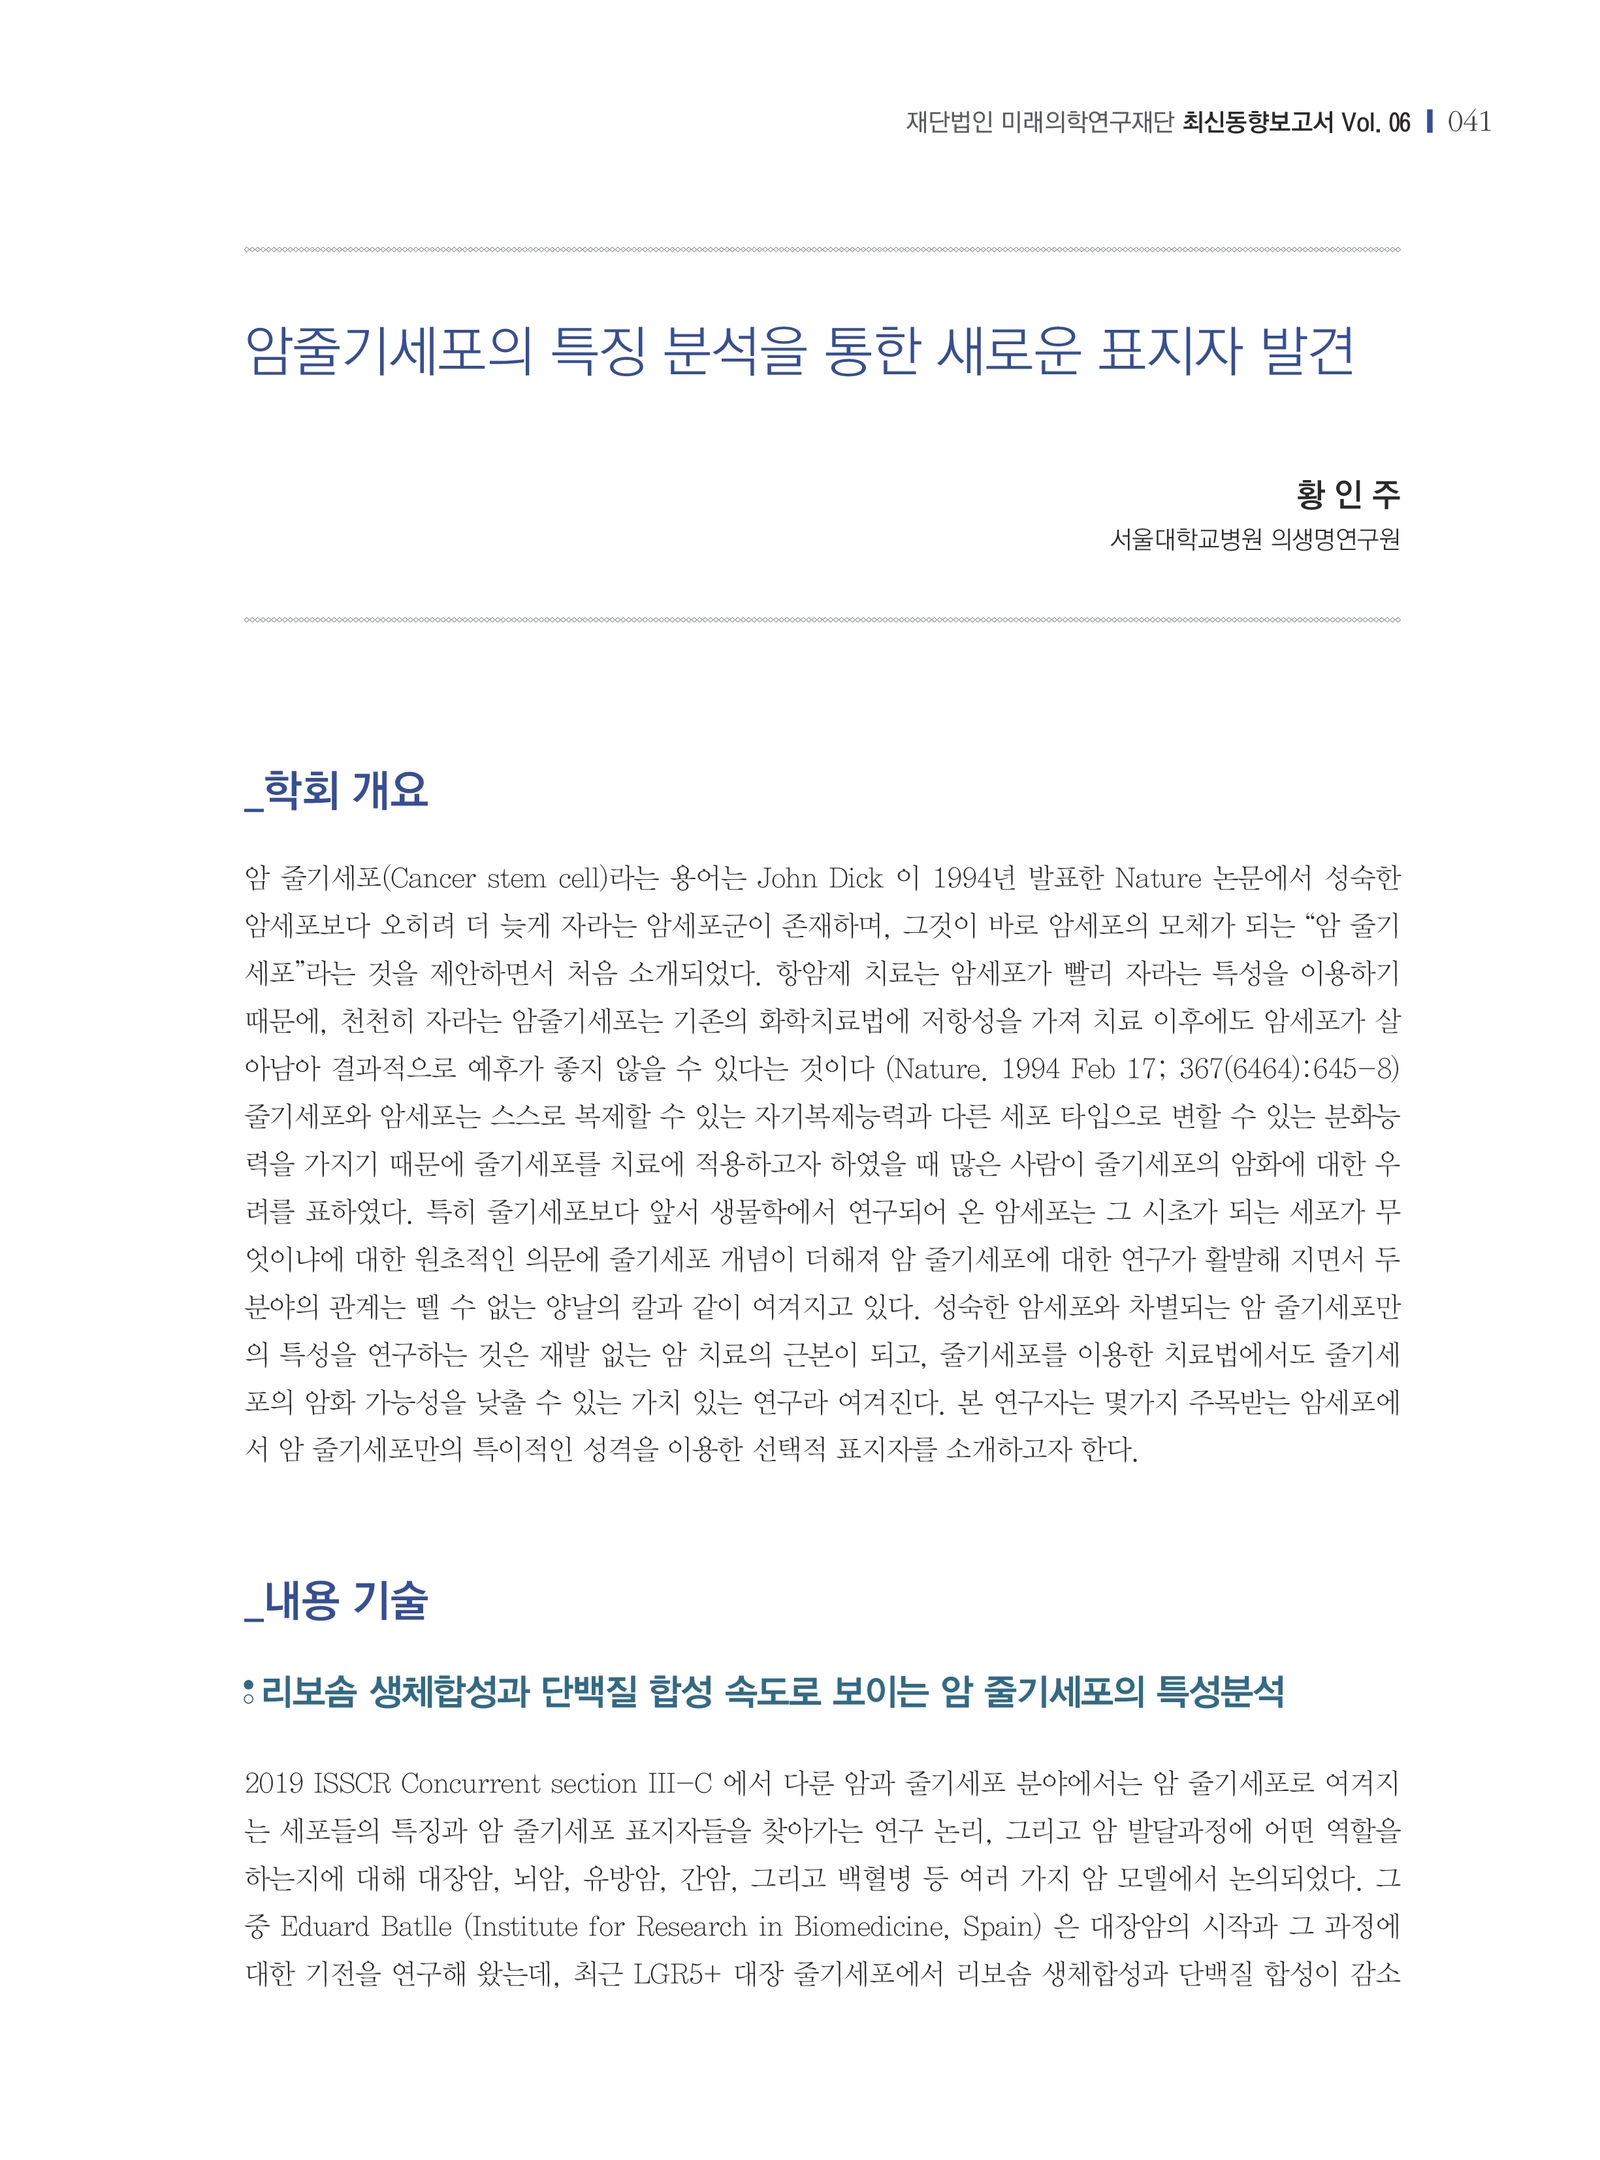 재단법인 미래의학연구재단 최신동향보고서 Vol. 06 041
암줄기세포의 특징 분석을 통한 새로운 표지자 발견
황 인 주
서울대학교병원 의생명연구원
_학회 개요
암 줄기세포(Cancer stem cell)라는 용어는 John Dick 이 1994년 발표한 Nature 논문에서 성숙한
암세포보다 오히려 더 늦게 자라는 암세포군이 존재하며, 그것이 바로 암세포의 모체가 되는 “암 줄기
세포”라는 것을 제안하면서 처음 소개되었다. 항암제 치료는 암세포가 빨리 자라는 특성을 이용하기
때문에, 천천히 자라는 암줄기세포는 기존의 화학치료법에 저항성을 가져 치료 이후에도 암세포가 살
아남아 결과적으로 예후가 좋지 않을 수 있다는 것이다 (Nature. 1994 Feb 17; 367(6464):645-8)
줄기세포와 암세포는 스스로 복제할 수 있는 자기복제능력과 다른 세포 타입으로 변할 수 있는 분화능
력을 가지기 때문에 줄기세포를 치료에 적용하고자 하였을 때 많은 사람이 줄기세포의 암화에 대한 우
려를 표하였다. 특히 줄기세포보다 앞서 생물학에서 연구되어 온 암세포는 그 시초가 되는 세포가 무
엇이냐에 대한 원초적인 의문에 줄기세포 개념이 더해져 암 줄기세포에 대한 연구가 활발해 지면서 두
분야의 관계는 뗄 수 없는 양날의 칼과 같이 여겨지고 있다. 성숙한 암세포와 차별되는 암 줄기세포만
의 특성을 연구하는 것은 재발 없는 암 치료의 근본이 되고, 줄기세포를 이용한 치료법에서도 줄기세
포의 암화 가능성을 낮출 수 있는 가치 있는 연구라 여겨진다. 본 연구자는 몇가지 주목받는 암세포에
서 암 줄기세포만의 특이적인 성격을 이용한 선택적 표지자를 소개하고자 한다.
_내용 기술
리보솜 생체합성과 단백질 합성 속도로 보이는 암 줄기세포의 특성분석
2019 ISSCR Concurrent section III-C 에서 다룬 암과 줄기세포 분야에서는 암 줄기세포로 여겨지
는 세포들의 특징과 암 줄기세포 표지자들을 찾아가는 연구 논리, 그리고 암 발달과정에 어떤 역할을
하는지에 대해 대장암, 뇌암, 유방암, 간암, 그리고 백혈병 등 여러 가지 암 모델에서 논의되었다. 그
중 Eduard Batlle (Institute for Research in Biomedicine, Spain) 은 대장암의 시작과 그 과정에
대한 기전을 연구해 왔는데, 최근 LGR5+ 대장 줄기세포에서 리보솜 생체합성과 단백질 합성이 감소